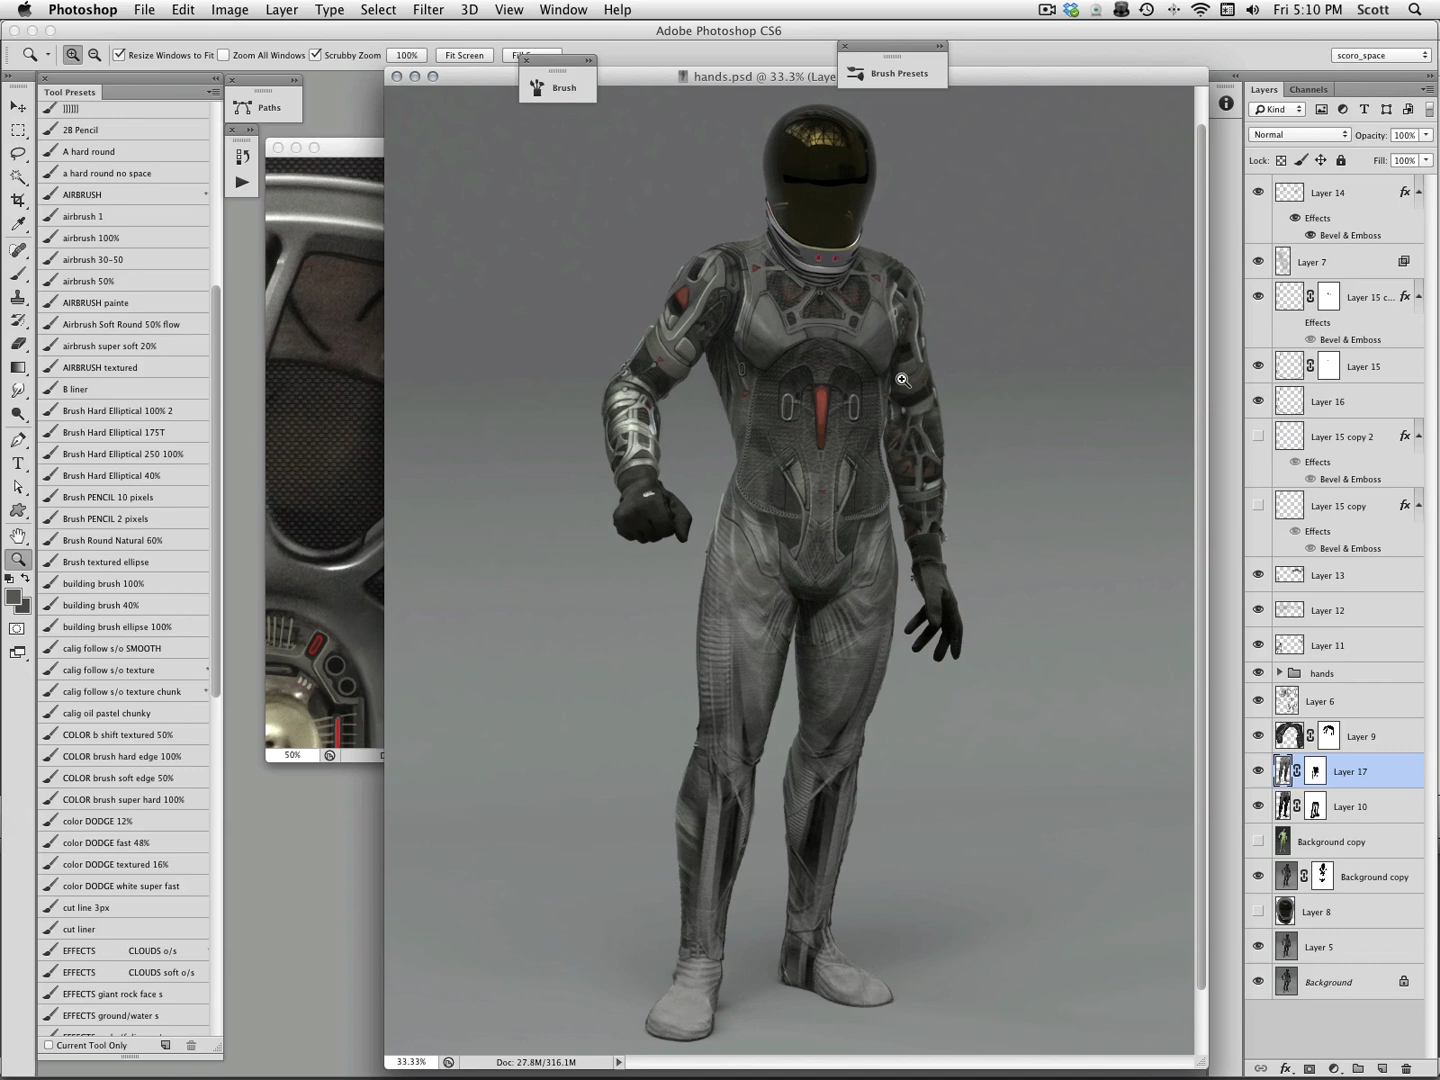 Photoshop File Edit Image Layer Type Select Filter 3D View Window Help Fri 5:10 PM Scott
Adobe Photoshop CS6
Resize Windows to Fit Zoom All Windows Scrubby Zoom 100% Fit Screen scoro_space
Tool Presets
]]]]]]
2B Pencil
A hard round
a hard round no space
AIRBRUSH
airbrush 1
airbrush 100%
airbrush 30-50
airbrush 50%
AIRBRUSH painte
Airbrush Soft Round 50% flow
airbrush super soft 20%
AIRBRUSH textured
B liner
Brush Hard Elliptical 100% 2
Brush Hard Elliptical 175T
Brush Hard Elliptical 250 100%
Brush Hard Elliptical 40%
Brush PENCIL 10 pixels
Brush PENCIL 2 pixels
Brush Round Natural 60%
Brush textured ellipse
building brush 100%
building brush 40%
building brush ellipse 100%
calig follow s/o SMOOTH
calig follow s/o texture
calig follow s/o texture chunk
calig oil pastel chunky
COLOR b shift textured 50%
COLOR brush hard edge 100%
COLOR brush soft edge 50%
COLOR brush super hard 100%
color DODGE 12%
color DODGE fast 48%
color DODGE textured 16%
color DODGE white super fast
cut line 3px
cut liner
EFFECTS CLOUDS o/s
EFFECTS CLOUDS soft o/s
EFFECTS giant rock face s
EFFECTS ground/water s
Current Tool Only
Paths
50%
Brush
hands.psd @ 33.3% (Laye
Brush Presets
33.33% Doc: 27.8M/316.1M
Layers Channels
Kind
Normal Opacity: 100%
Lock: Fill: 100%
Layer 14 fx
Effects
Bevel & Emboss
Layer 7
Layer 15 c... fx
Effects
Bevel & Emboss
Layer 15
Layer 16
Layer 15 copy 2 fx
Effects
Bevel & Emboss
Layer 15 copy fx
Effects
Bevel & Emboss
Layer 13
Layer 12
Layer 11
hands
Layer 6
Layer 9
Layer 17
Layer 10
Background copy
Background copy
Layer 8
Layer 5
Background
fx